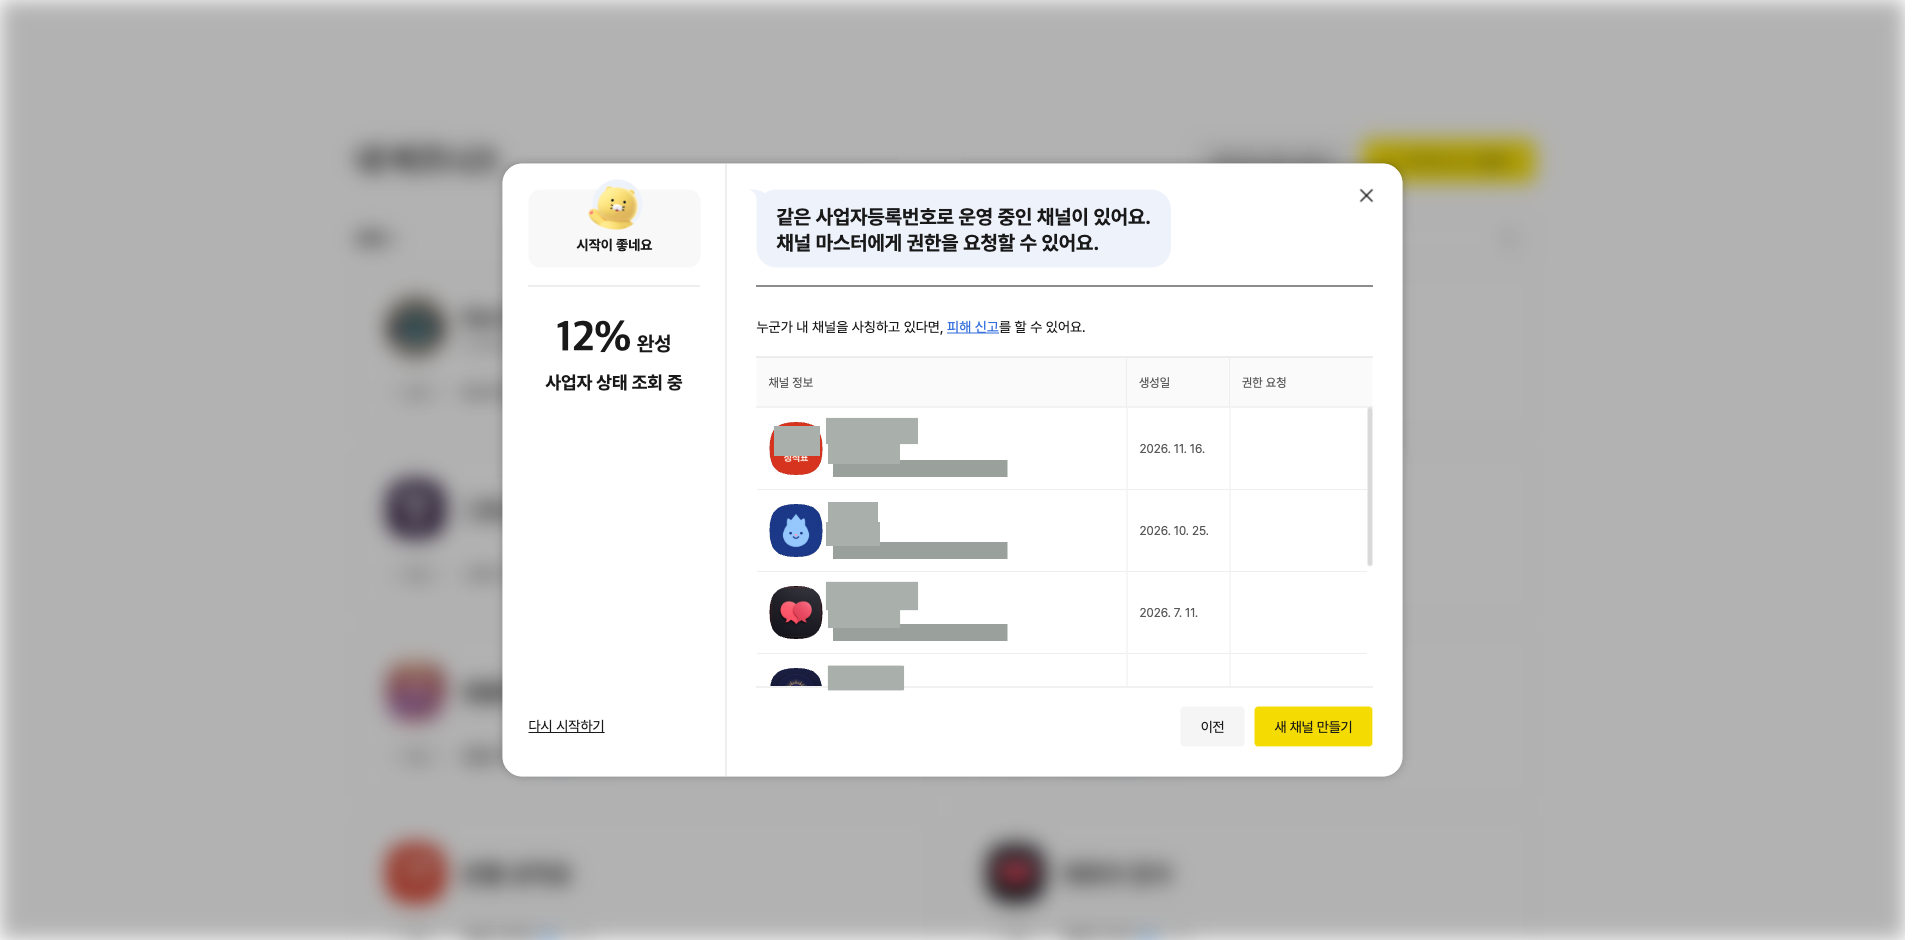 시작이 좋네요
12% 완성
사업자 상태 조회 중
다시 시작하기
같은 사업자등록번호로 운영 중인 채널이 있어요.
채널 마스터에게 권한을 요청할 수 있어요.
누군가 내 채널을 사칭하고 있다면, 피해 신고를 할 수 있어요.
채널 정보 생성일 권한 요청
2026. 11. 16.
2026. 10. 25.
2026. 7. 11.
이전 새 채널 만들기